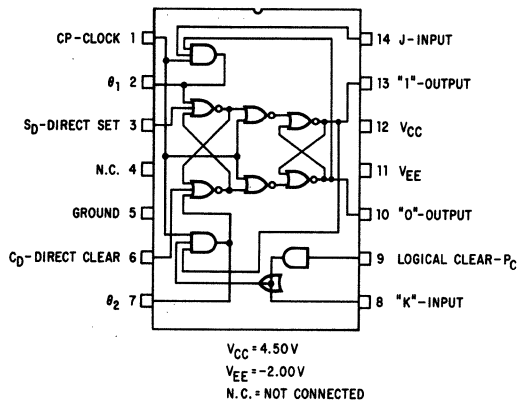 CP-CLOCK 1
θ1 2
SD-DIRECT SET 3
N.C. 4
GROUND 5
CD-DIRECT CLEAR 6
θ2 7
14 J-INPUT
13 "1"-OUTPUT
12 VCC
11 VEE
10 "0"-OUTPUT
9 LOGICAL CLEAR-PC
8 "K"-INPUT
VCC = 4.50 V
VEE = -2.00 V
N.C. = NOT CONNECTED